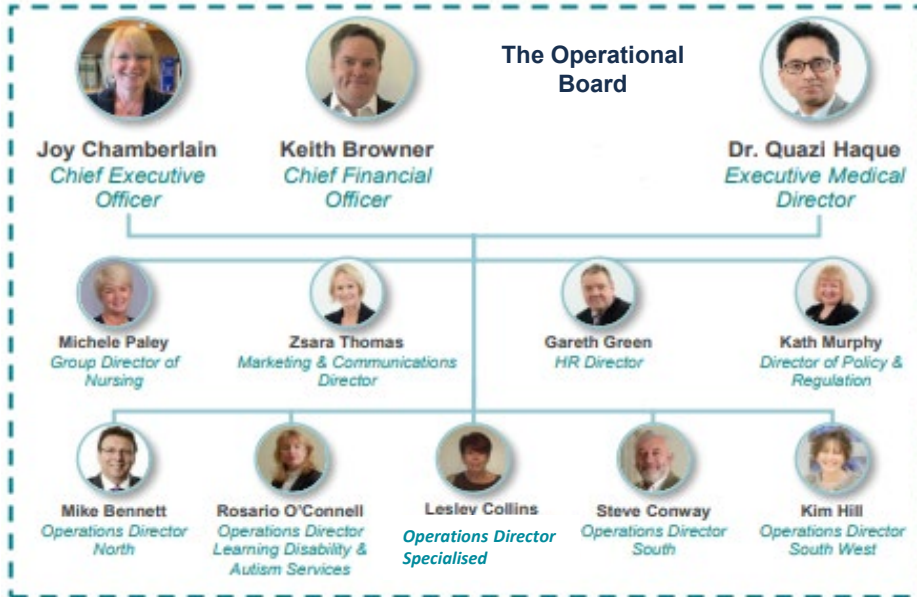 The Operational
Board
Joy Chamberlain
Chief Executive
Officer
Keith Browner
Chief Financial
Officer
Dr. Quazi Haque
Executive Medical
Director
Michele Paley
Group Director of
Nursing
Zsara Thomas
Marketing & Communications
Director
Gareth Green
HR Director
Kath Murphy
Director of Policy &
Regulation
Mike Bennett
Operations Director
North
Rosario O'Connell
Operations Director
Learning Disability &
Autism Services
Lesley Collins
Operations Director
Specialised
Steve Conway
Operations Director
South
Kim Hill
Operations Director
South West